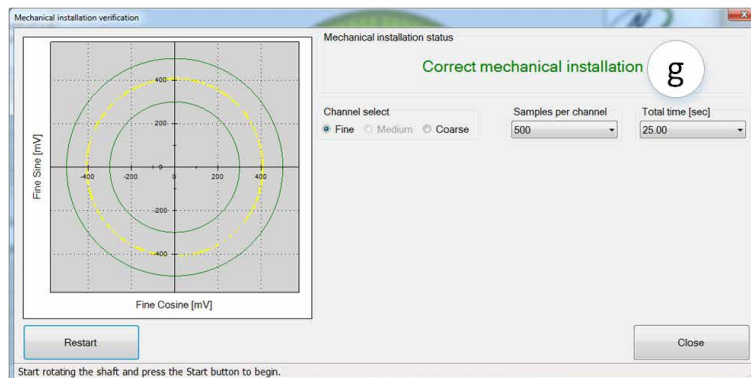 Mechanical installation verification
Mechanical installation status
Correct mechanical installation
g
Channel select
Fine
Medium
Coarse
Samples per channel
500
Total time [sec]
25.00
Fine Sine [mV]
400
200
-400
-200
0
200
400
-200
-400
Fine Cosine [mV]
Restart
Close
Start rotating the shaft and press the Start button to begin.